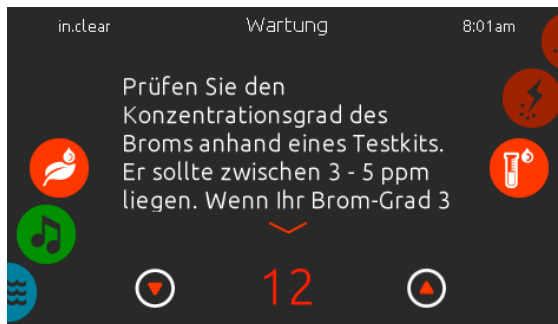 in.clear Wartung 8:01am
Prüfen Sie den
Konzentrationsgrad des
Broms anhand eines Testkits.
Er sollte zwischen 3 - 5 ppm
liegen. Wenn Ihr Brom-Grad 3
12